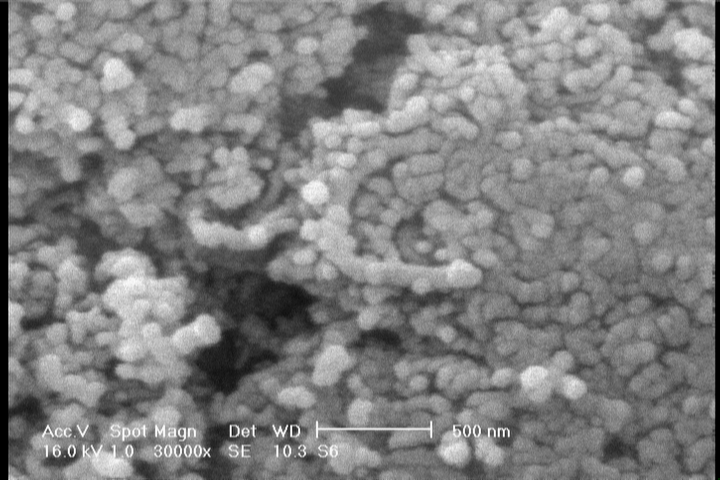 Acc.V Spot Magn Det WD 500 nm
16.0 kV 1.0 30000x SE 10.3 S6